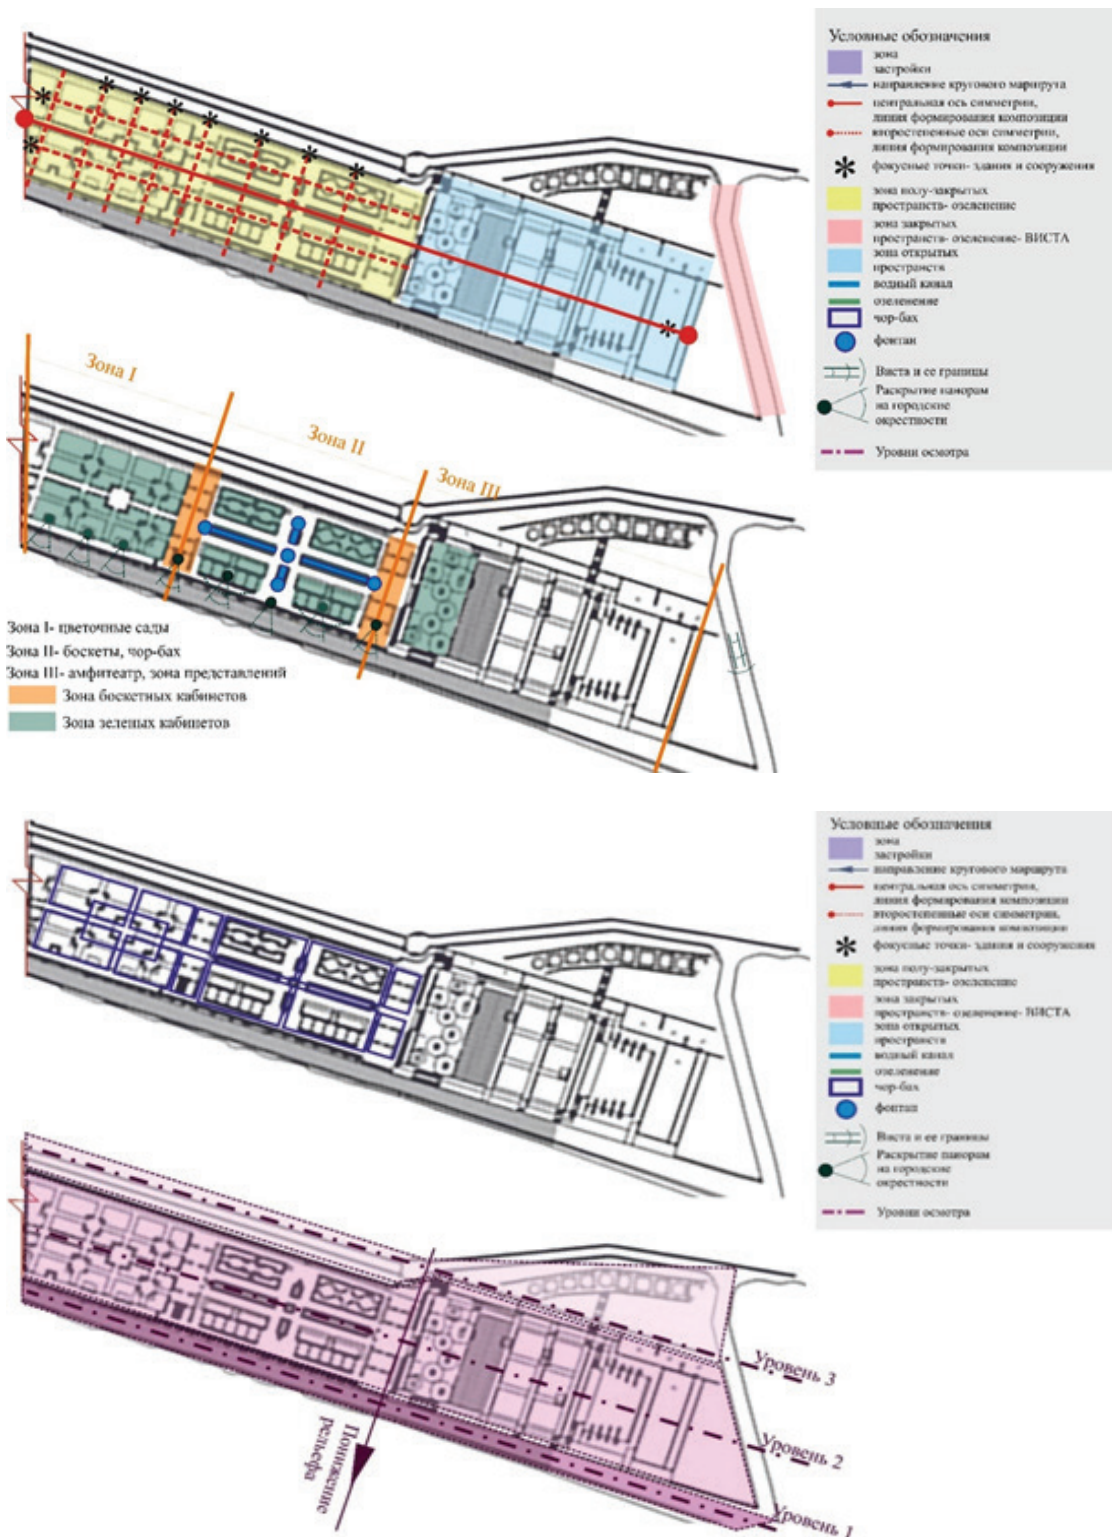 Условные обозначения
зона
застройки
направление кругового маршрута
центральная ось симметрии,
линия формирования композиции
второстепенные оси симметрии,
линия формирования композиции
фокусные точки- здания и сооружения
зона полу-закрытых
пространств- озеленение
зона закрытых
пространств- озеленение- ВИСТА
зона открытых
пространств
водный канал
озеленение
чор-бах
фонтан
Виста и ее границы
Раскрытие панорам
на городские
окрестности
Уровни осмотра
Зона I
Зона II
Зона III
Зона I- цветочные сады
Зона II- боскеты, чор-бах
Зона III- амфитеатр, зона представлений
Зона боскетных кабинетов
Зона зеленых кабинетов
Условные обозначения
зона
застройки
направление кругового маршрута
центральная ось симметрии,
линия формирования композиции
второстепенные оси симметрии,
линия формирования композиции
фокусные точки- здания и сооружения
зона полу-закрытых
пространств- озеленение
зона закрытых
пространств- озеленение- ВИСТА
зона открытых
пространств
водный канал
озеленение
чор-бах
фонтан
Виста и ее границы
Раскрытие панорам
на городские
окрестности
Уровни осмотра
Уровень 3
Уровень 2
Уровень 1
Понижение
рельефа